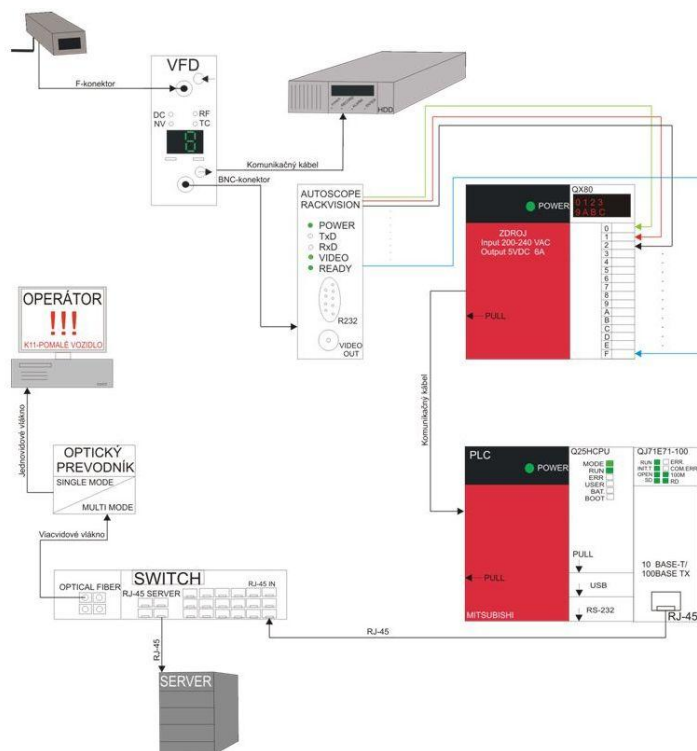 VFD
F-konektor
DC
RF
NV
TC
8
HDD
Komunikačný kábel
BNC-konektor
AUTOSCOPE
RACKVISION
POWER
TxD
RxD
VIDEO
READY
R232
VIDEO
OUT
QX80
POWER
0 1 2 3
9 A B C
ZDROJ
Input 200-240 VAC
Output 5VDC 6A
PULL
0
1
2
3
4
5
6
7
8
9
A
B
C
D
E
F
OPERÁTOR
!!!
K11-POMALÉ VOZIDLO
Jednovidové vlákno
Komunikačný kábel
OPTICKÝ
PREVODNÍK
SINGLE MODE
MULTI MODE
Viacvidové vlákno
PLC
Q25HCPU
QJ71E71-100
POWER
MODE
RUN
ERR
USER
BAT.
BOOT
RUN
ERR.
INIT.T
COM.ERR
OPEN
100M
SD
RD
PULL
PULL
USB
RS-232
MITSUBISHI
10 BASE-T/
100BASE TX
RJ-45
OPTICAL FIBER
SWITCH
RJ-45 SERVER
RJ-45 IN
RJ-45
RJ-45
SERVER